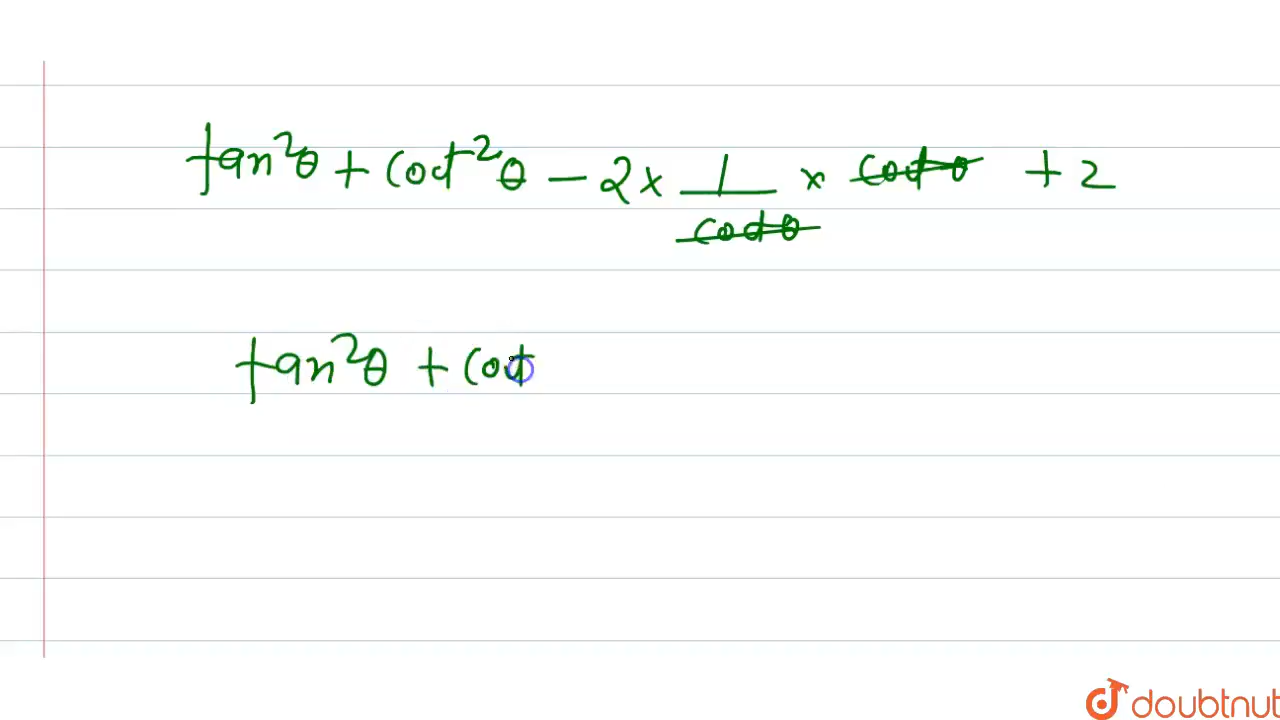 tan²θ + cot²θ − 2 × 1/cotθ × cotθ + 2
tan²θ + cot
doubtnut